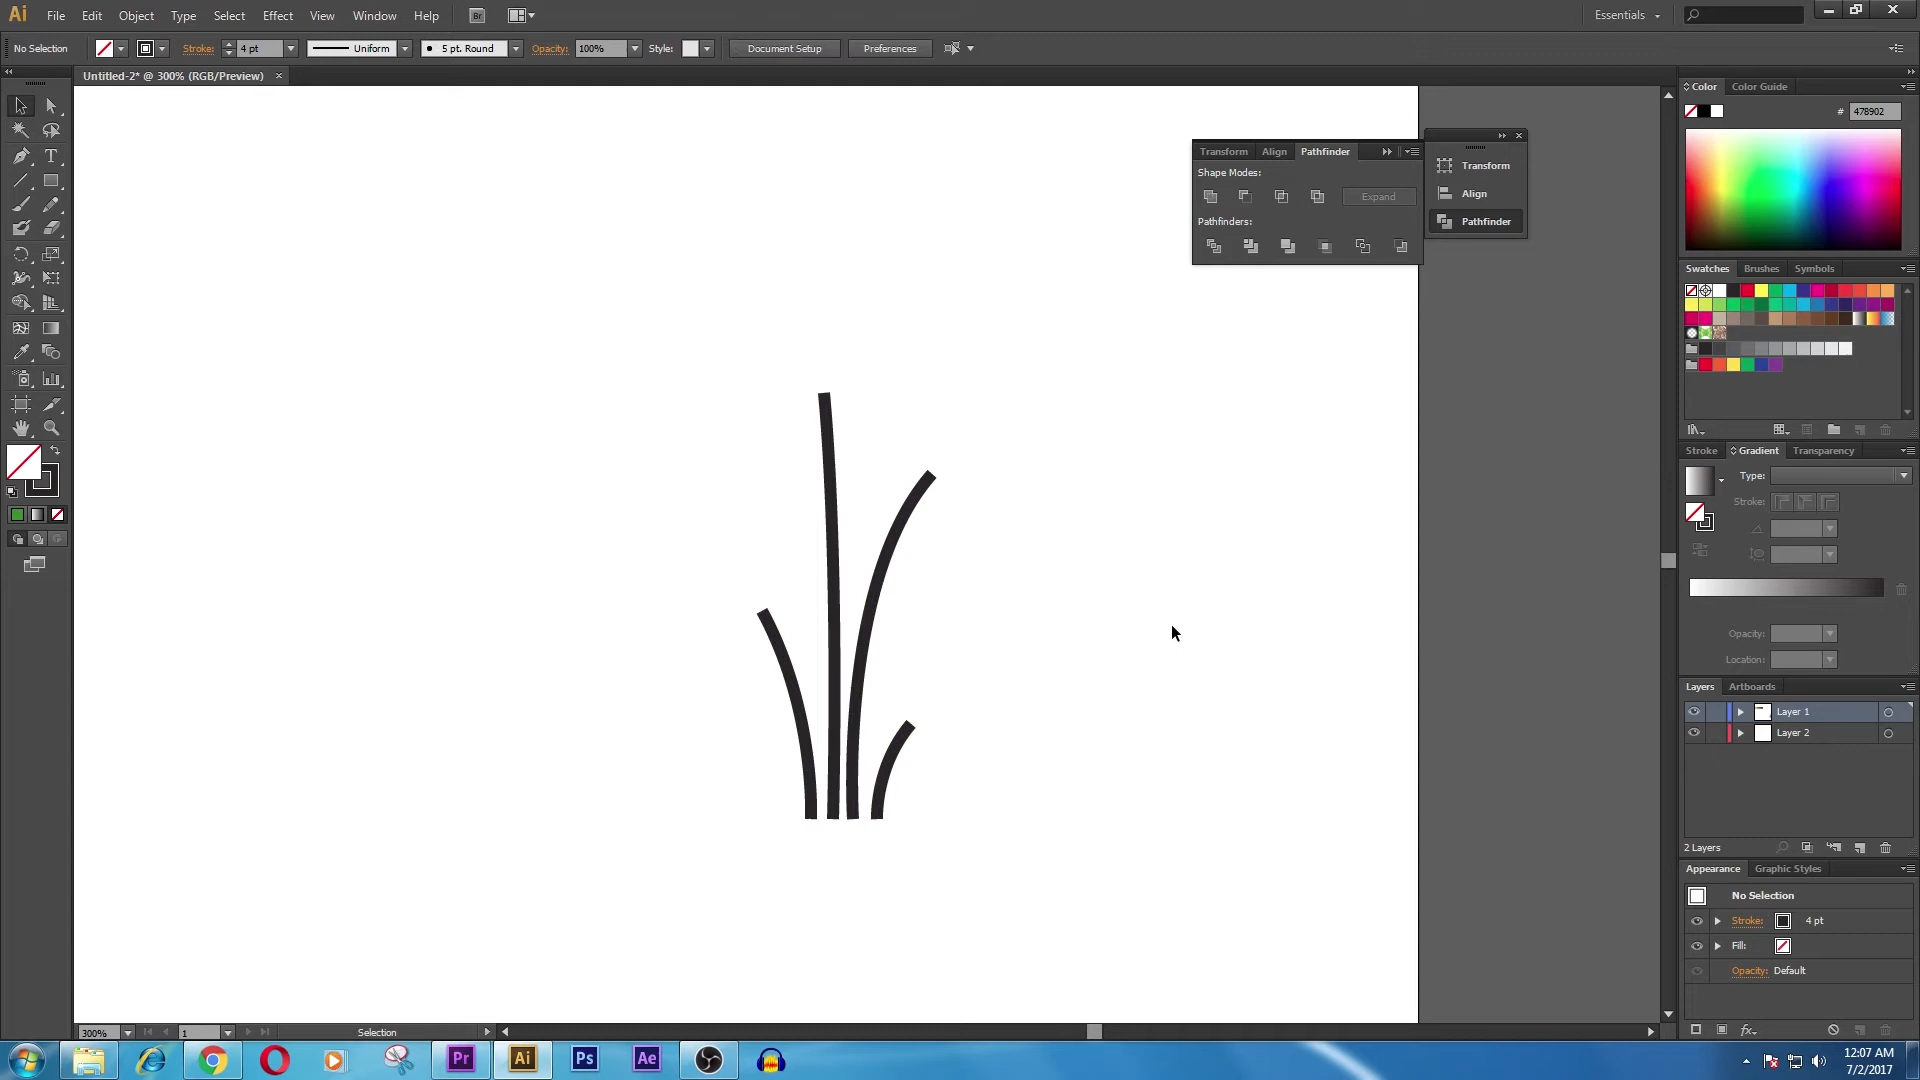 Ai File Edit Object Type Select Effect View Window Help Br Essentials
No Selection Stroke: 4 pt Uniform 5 pt. Round Opacity: 100% Style: Document Setup Preferences
Untitled-2* @ 300% (RGB/Preview)
Color Color Guide
# 478902
Transform Align Pathfinder
Shape Modes:
Expand
Pathfinders:
Transform
Align
Pathfinder
Swatches Brushes Symbols
Stroke Gradient Transparency
Type:
Stroke:
Opacity:
Location:
Layers Artboards
Layer 1
Layer 2
2 Layers
Appearance Graphic Styles
No Selection
Stroke: 4 pt
Fill:
Opacity: Default
fx
300% 1 Selection
Pr Ai Ps Ae
12:07 AM
7/2/2017